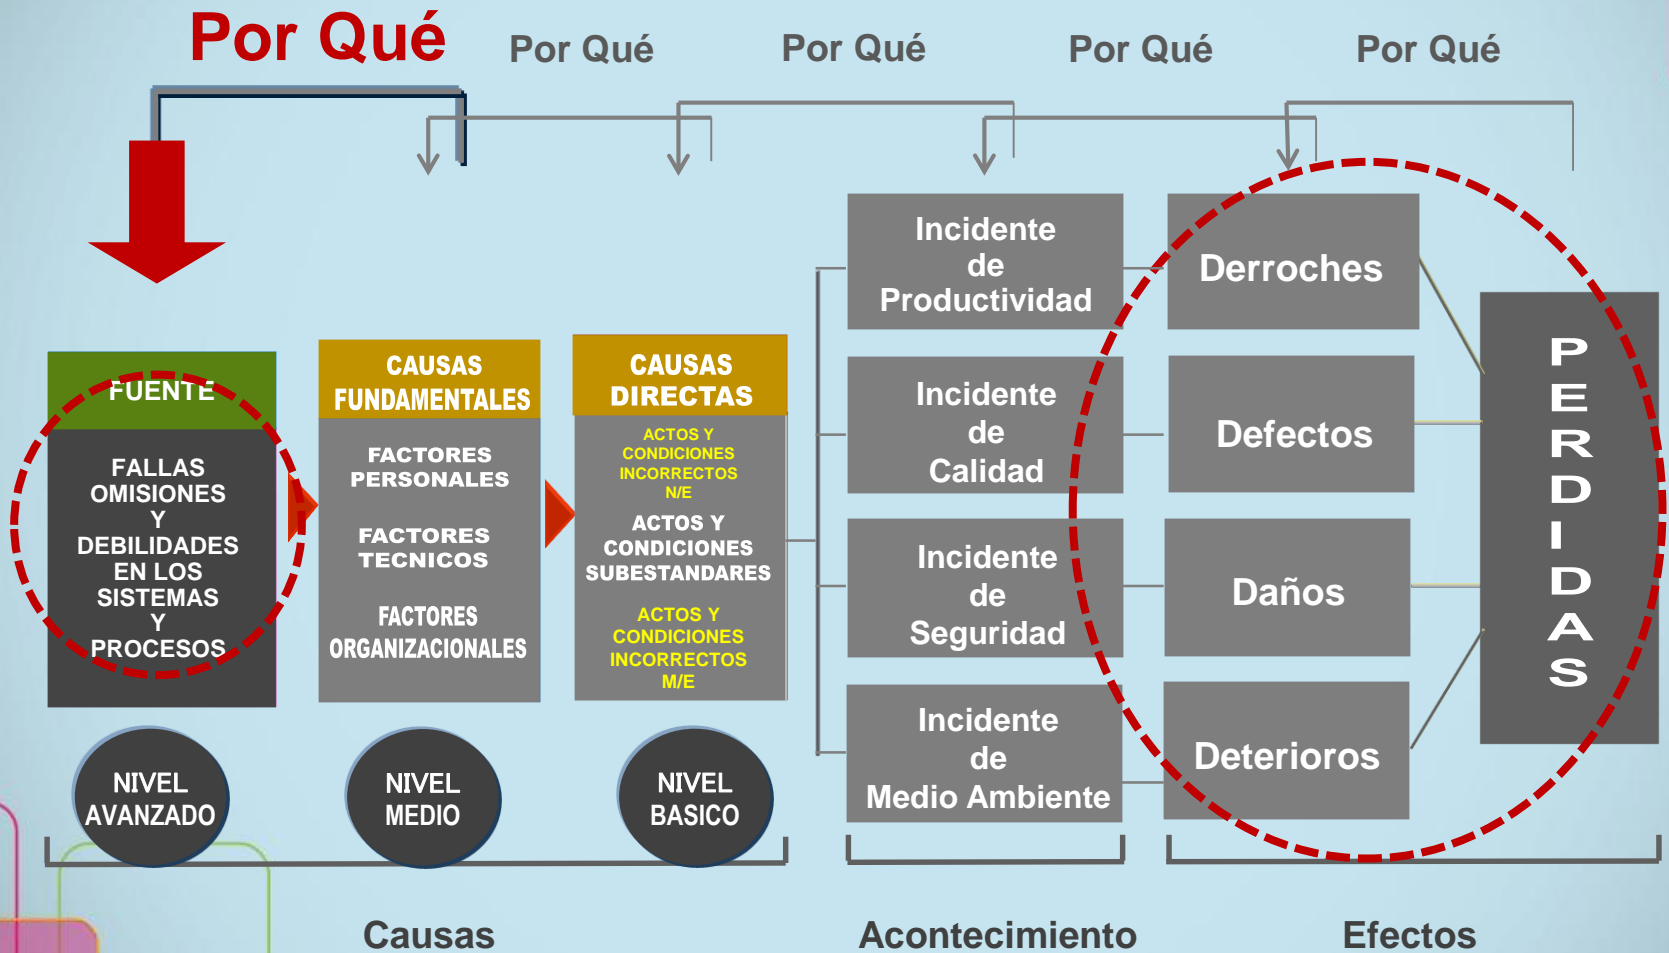 Por Qué
Por Qué
Por Qué
Por Qué
Por Qué
FUENTE
FALLAS
OMISIONES
Y
DEBILIDADES
EN LOS
SISTEMAS
Y
PROCESOS
NIVEL
AVANZADO
CAUSAS
FUNDAMENTALES
FACTORES
PERSONALES
FACTORES
TECNICOS
FACTORES
ORGANIZACIONALES
NIVEL
MEDIO
CAUSAS
DIRECTAS
ACTOS Y
CONDICIONES
INCORRECTOS
N/E
ACTOS Y
CONDICIONES
SUBESTANDARES
ACTOS Y
CONDICIONES
INCORRECTOS
M/E
NIVEL
BASICO
Incidente
de
Productividad
Incidente
de
Calidad
Incidente
de
Seguridad
Incidente
de
Medio Ambiente
Derroches
Defectos
Daños
Deterioros
PERDIDAS
Causas
Acontecimiento
Efectos